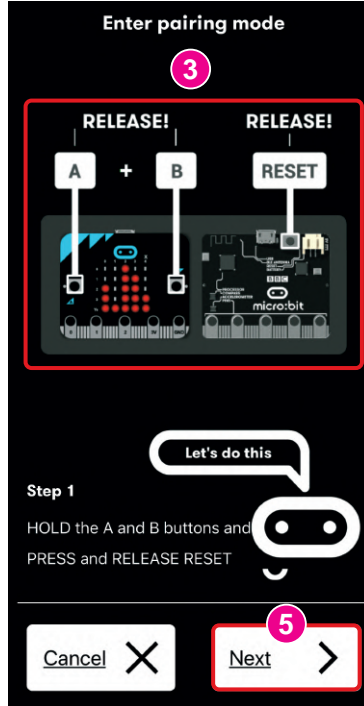 Enter pairing mode
3
RELEASE! RELEASE!
A + B RESET
BBC
micro:bit
Let's do this
Step 1
HOLD the A and B buttons and
PRESS and RELEASE RESET
5
Cancel Next